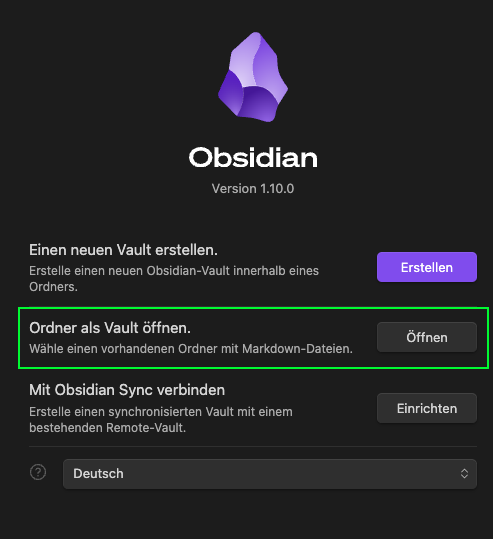 Obsidian
Version 1.10.0
Einen neuen Vault erstellen.
Erstelle einen neuen Obsidian-Vault innerhalb eines
Ordners.
Erstellen
Ordner als Vault öffnen.
Wähle einen vorhandenen Ordner mit Markdown-Dateien.
Öffnen
Mit Obsidian Sync verbinden
Erstelle einen synchronisierten Vault mit einem
bestehenden Remote-Vault.
Einrichten
?
Deutsch